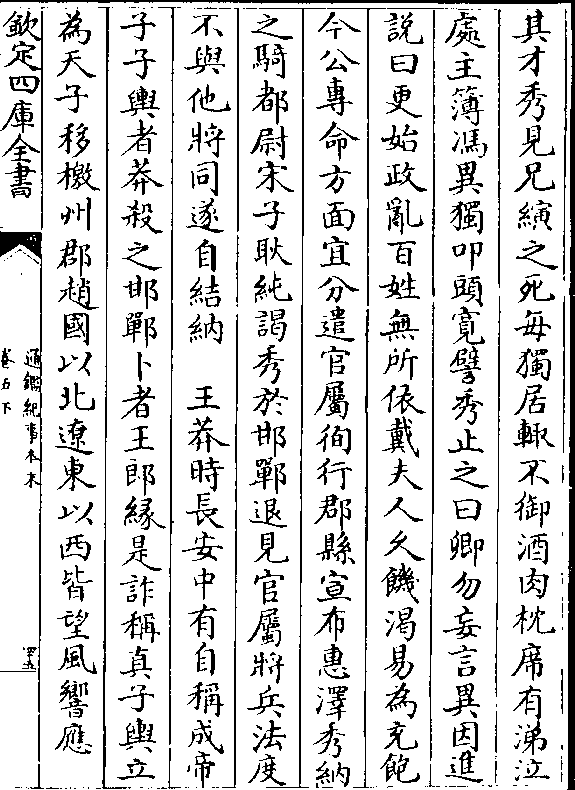 其才秀見兄縯之死每獨居輙不御酒肉枕席有涕泣
處主簿馮異獨叩頭寛譬秀止之曰卿勿妄言異因進
説曰更始政亂百姓無所依戴夫人久饑渴易為充飽
今公專命方面宜分遣官屬徇行郡縣宣布惠澤秀納
之騎都尉宋子耿純謁秀於邯鄲退見官屬將兵法度
不與他將同遂自結納　王莽時長安中有自稱成帝
子子輿者莽殺之邯鄲卜者王郎緣是詐稱真子輿立
為天子移檄州郡趙國以北遼東以西皆望風響應
欽定四庫全書
通鑑紀事本末
卷五下
四十五